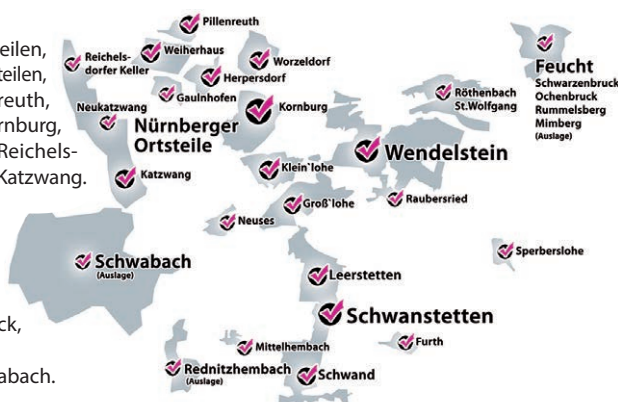 eilen,
teilen,
reuth,
rnburg,
Reichels-
Katzwang.
ck,
abach.
Pillenreuth
Reichels-
dorfer Keller
Weiherhaus
Worzeldorf
Herpersdorf
Gaulnhofen
Neukatzwang
Kornburg
Nürnberger
Ortsteile
Katzwang
Röthenbach
St.Wolfgang
Feucht
Schwarzenbruck
Ochenbruck
Rummelsberg
Mimberg
(Auslage)
Wendelstein
Klein`lohe
Groß`lohe
Raubersried
Neuses
Schwabach
(Auslage)
Sperberslohe
Leerstetten
Schwanstetten
Mittelhembach
Furth
Rednitzhembach
(Auslage)
Schwand